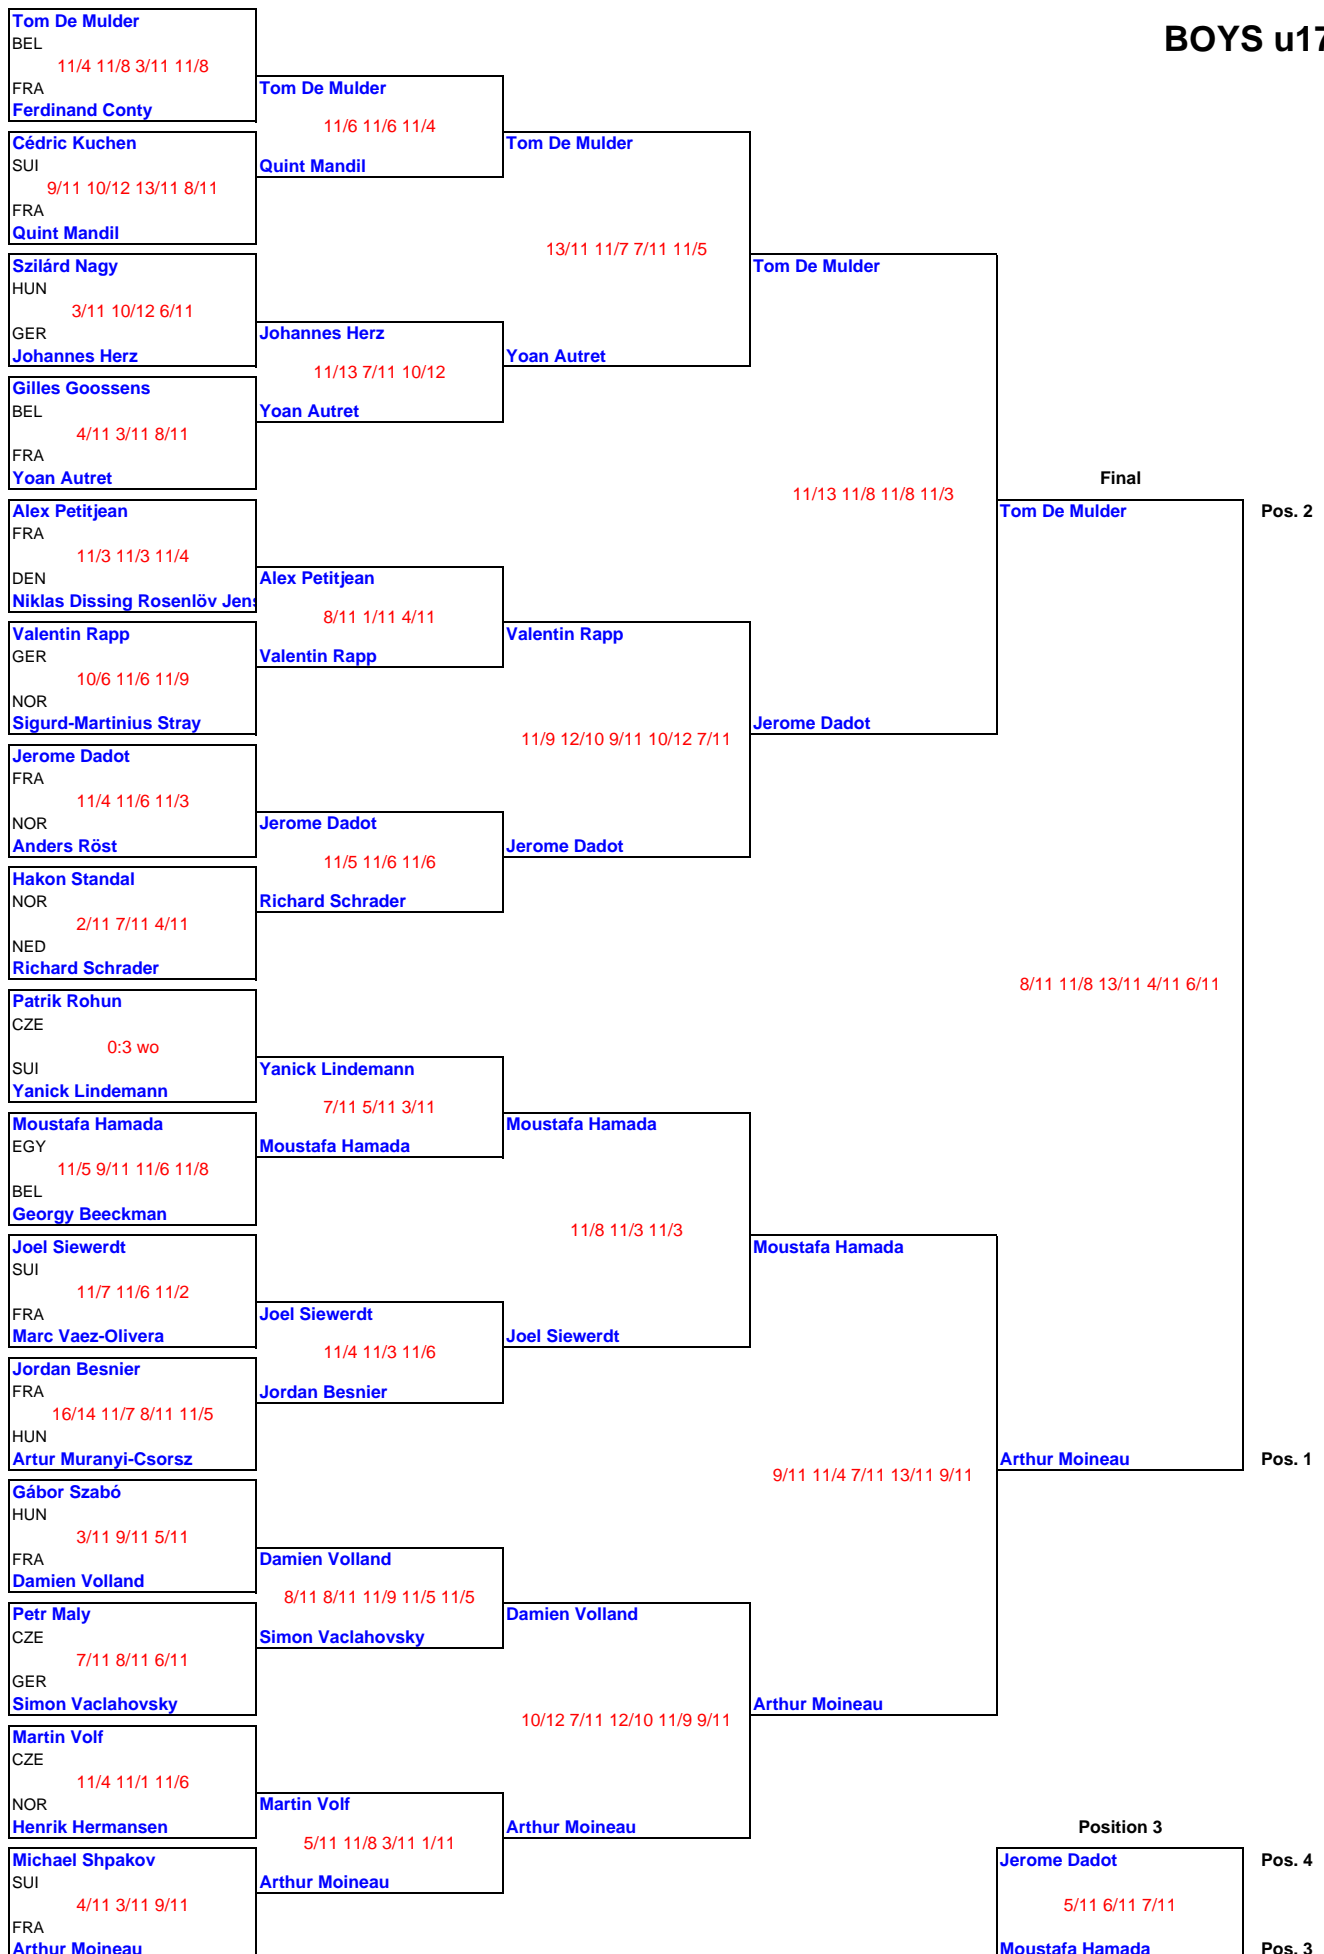 BOYS u17
Tom De Mulder
BEL
11/4 11/8 3/11 11/8
FRA
Ferdinand Conty
Cédric Kuchen
SUI
9/11 10/12 13/11 8/11
FRA
Quint Mandil
Szilárd Nagy
HUN
3/11 10/12 6/11
GER
Johannes Herz
Gilles Goossens
BEL
4/11 3/11 8/11
FRA
Yoan Autret
Alex Petitjean
FRA
11/3 11/3 11/4
DEN
Niklas Dissing Rosenlöv Jens
Valentin Rapp
GER
10/6 11/6 11/9
NOR
Sigurd-Martinius Stray
Jerome Dadot
FRA
11/4 11/6 11/3
NOR
Anders Röst
Hakon Standal
NOR
2/11 7/11 4/11
NED
Richard Schrader
Patrik Rohun
CZE
0:3 wo
SUI
Yanick Lindemann
Moustafa Hamada
EGY
11/5 9/11 11/6 11/8
BEL
Georgy Beeckman
Joel Siewerdt
SUI
11/7 11/6 11/2
FRA
Marc Vaez-Olivera
Jordan Besnier
FRA
16/14 11/7 8/11 11/5
HUN
Artur Muranyi-Csorsz
Gábor Szabó
HUN
3/11 9/11 5/11
FRA
Damien Volland
Petr Maly
CZE
7/11 8/11 6/11
GER
Simon Vaclahovsky
Martin Volf
CZE
11/4 11/1 11/6
NOR
Henrik Hermansen
Michael Shpakov
SUI
4/11 3/11 9/11
FRA
Arthur Moineau
Tom De Mulder
11/6 11/6 11/4
Quint Mandil
Johannes Herz
11/13 7/11 10/12
Yoan Autret
Alex Petitjean
8/11 1/11 4/11
Valentin Rapp
Jerome Dadot
11/5 11/6 11/6
Richard Schrader
Yanick Lindemann
7/11 5/11 3/11
Moustafa Hamada
Joel Siewerdt
11/4 11/3 11/6
Jordan Besnier
Damien Volland
8/11 8/11 11/9 11/5 11/5
Simon Vaclahovsky
Martin Volf
5/11 11/8 3/11 1/11
Arthur Moineau
Tom De Mulder
13/11 11/7 7/11 11/5
Yoan Autret
Valentin Rapp
11/9 12/10 9/11 10/12 7/11
Jerome Dadot
Moustafa Hamada
11/8 11/3 11/3
Joel Siewerdt
Damien Volland
10/12 7/11 12/10 11/9 9/11
Arthur Moineau
Tom De Mulder
11/13 11/8 11/8 11/3
Jerome Dadot
Moustafa Hamada
9/11 11/4 7/11 13/11 9/11
Arthur Moineau
Final
Tom De Mulder
Pos. 2
8/11 11/8 13/11 4/11 6/11
Arthur Moineau
Pos. 1
Position 3
Jerome Dadot
Pos. 4
5/11 6/11 7/11
Moustafa Hamada
Pos. 3